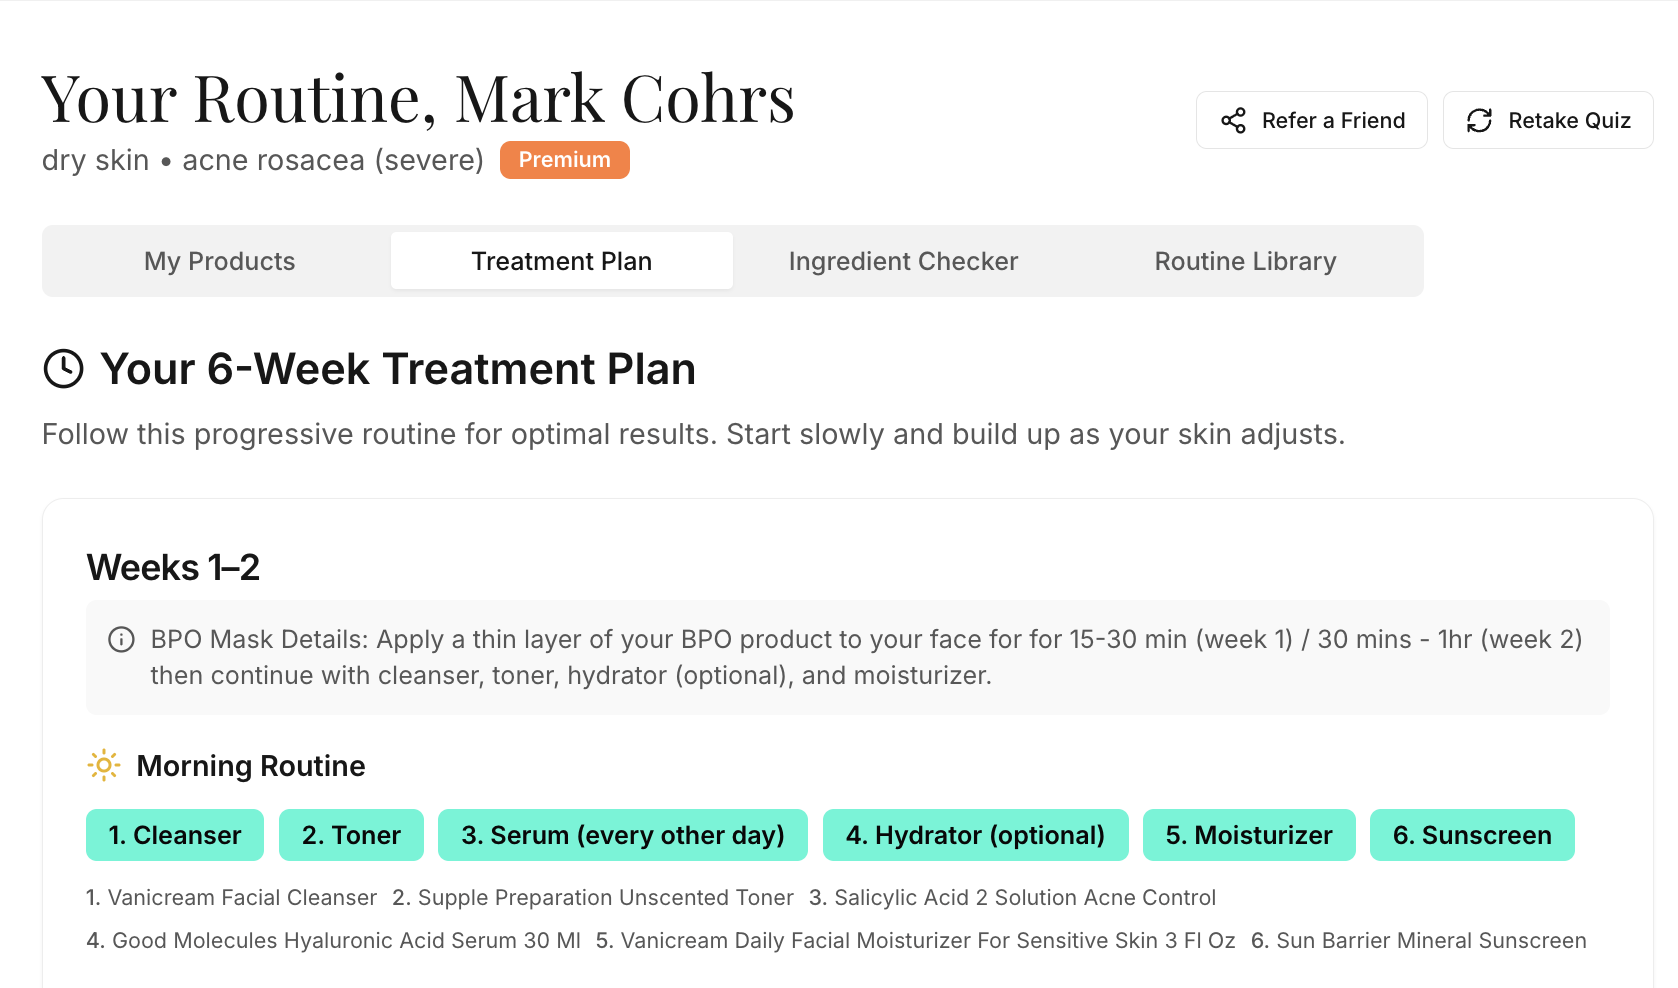 Your Routine, Mark Cohrs
dry skin • acne rosacea (severe) Premium
Refer a Friend
Retake Quiz
My Products
Treatment Plan
Ingredient Checker
Routine Library
Your 6-Week Treatment Plan
Follow this progressive routine for optimal results. Start slowly and build up as your skin adjusts.
Weeks 1–2
BPO Mask Details: Apply a thin layer of your BPO product to your face for for 15-30 min (week 1) / 30 mins - 1hr (week 2)
then continue with cleanser, toner, hydrator (optional), and moisturizer.
Morning Routine
1. Cleanser
2. Toner
3. Serum (every other day)
4. Hydrator (optional)
5. Moisturizer
6. Sunscreen
1. Vanicream Facial Cleanser 2. Supple Preparation Unscented Toner 3. Salicylic Acid 2 Solution Acne Control
4. Good Molecules Hyaluronic Acid Serum 30 Ml 5. Vanicream Daily Facial Moisturizer For Sensitive Skin 3 Fl Oz 6. Sun Barrier Mineral Sunscreen